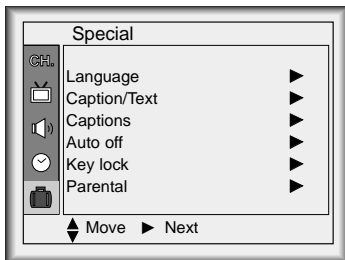 Special
CH.
Language
Caption/Text
Captions
Auto off
Key lock
Parental
Move Next